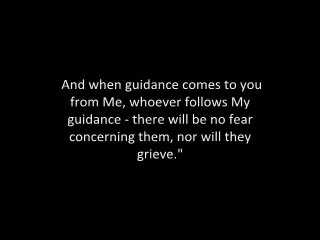 And when guidance comes to you
from Me, whoever follows My
guidance - there will be no fear
concerning them, nor will they
grieve."